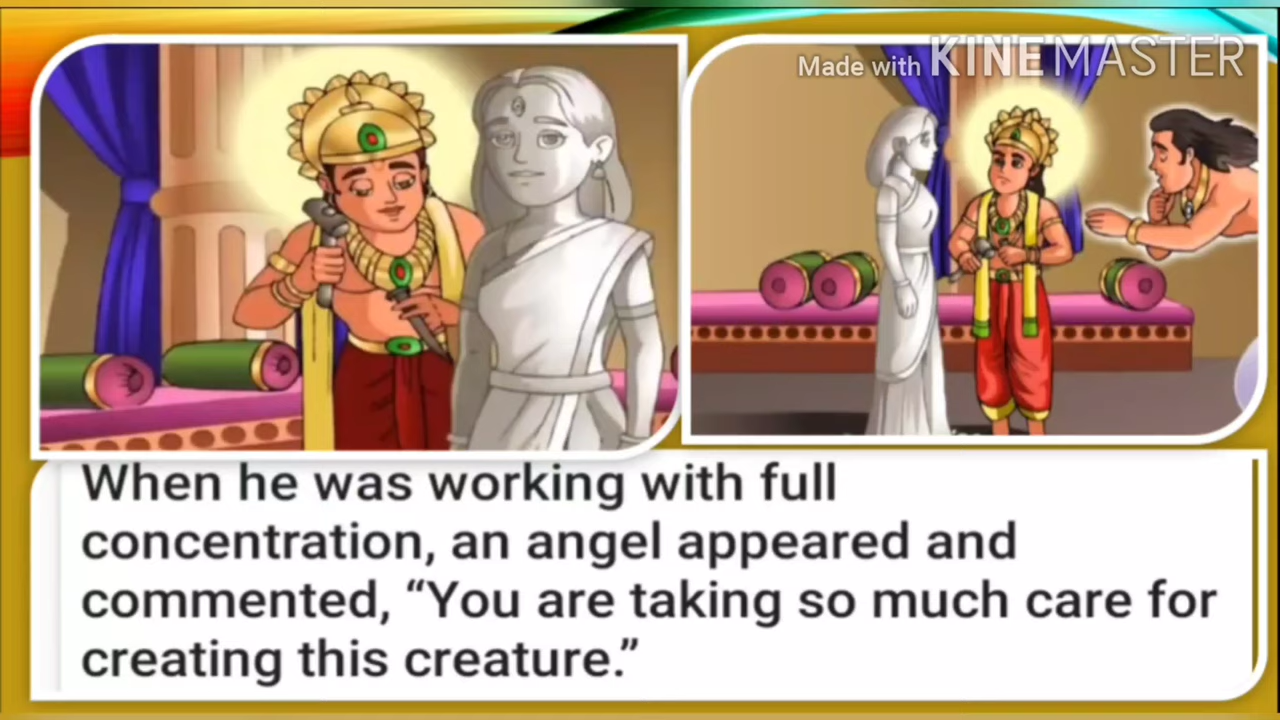 Made with KINEMASTER
When he was working with full
concentration, an angel appeared and
commented, “You are taking so much care for
creating this creature.”